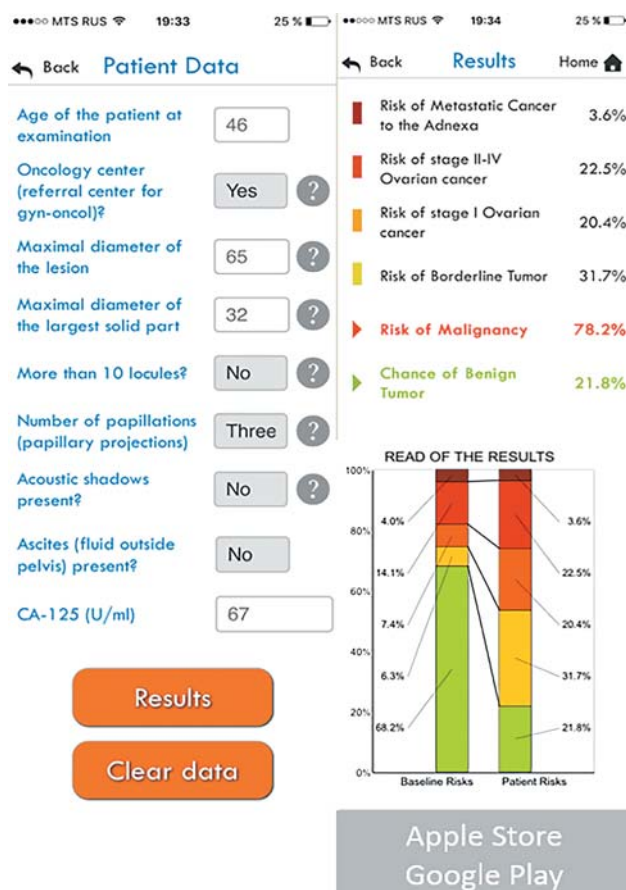 MTS RUS 19:33 25 %
Back Patient Data
Age of the patient at
examination
46
Oncology center
(referral center for
gyn-oncol)?
Yes ?
Maximal diameter of
the lesion
65 ?
Maximal diameter of
the largest solid part
32 ?
More than 10 locules?
No ?
Number of papillations
(papillary projections)
Three ?
Acoustic shadows
present?
No ?
Ascites (fluid outside
pelvis) present?
No
CA-125 (U/ml)
67
Results
Clear data
MTS RUS 19:34 25 %
Back Results Home
Risk of Metastatic Cancer
to the Adnexa
3.6%
Risk of stage II-IV
Ovarian cancer
22.5%
Risk of stage I Ovarian
cancer
20.4%
Risk of Borderline Tumor
31.7%
Risk of Malignancy
78.2%
Chance of Benign
Tumor
21.8%
READ OF THE RESULTS
100%
80%
60%
40%
20%
0%
4.0%
14.1%
7.4%
6.3%
68.2%
3.6%
22.5%
20.4%
31.7%
21.8%
Baseline Risks Patient Risks
Apple Store
Google Play